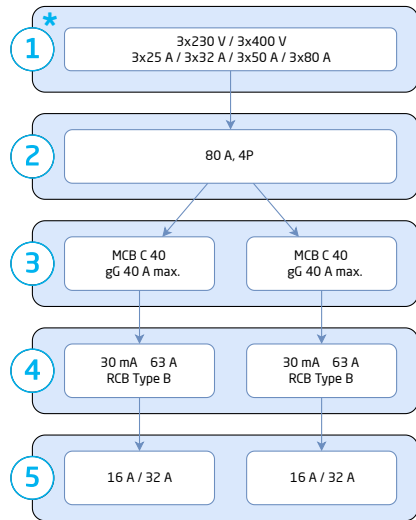 *
1
3x230 V / 3x400 V
3x25 A / 3x32 A / 3x50 A / 3x80 A
2
80 A, 4P
3
MCB C 40
gG 40 A max.
MCB C 40
gG 40 A max.
4
30 mA 63 A
RCB Type B
30 mA 63 A
RCB Type B
5
16 A / 32 A
16 A / 32 A